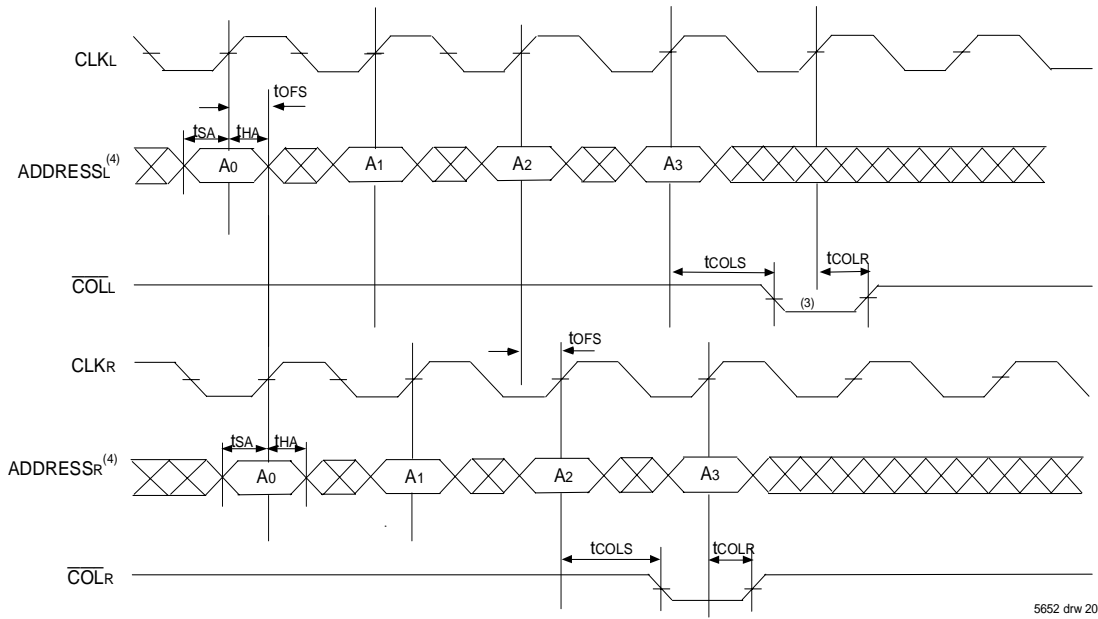 CLKL
tOFS
tSA tHA
ADDRESSL(4) A0 A1 A2 A3
tCOLS tCOLR
COLL (3)
tOFS
CLKR
tSA tHA
ADDRESSR(4) A0 A1 A2 A3
tCOLS tCOLR
COLR
5652 drw 20